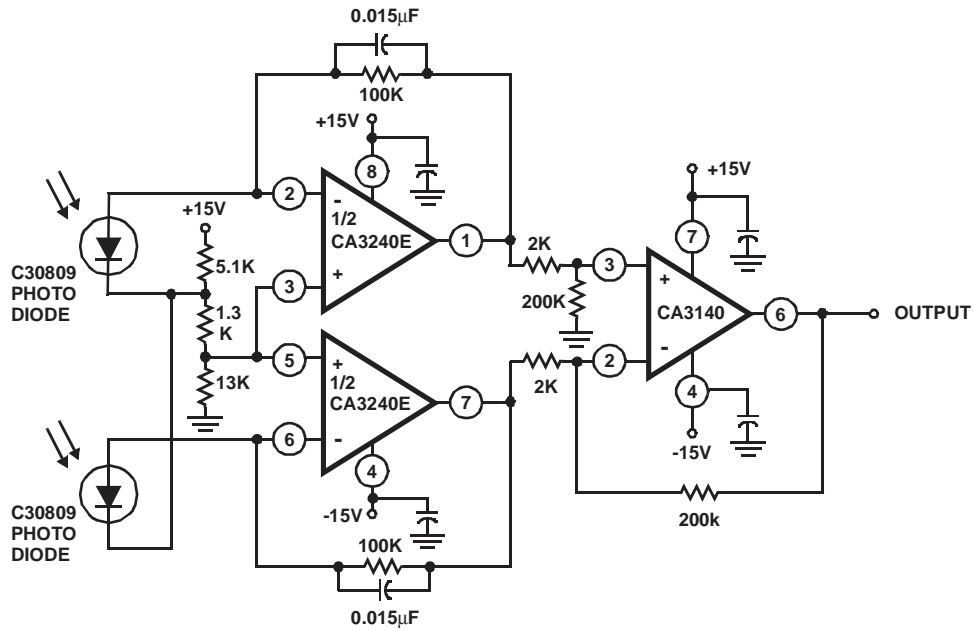 0.015μF
100K
+15V
8
2
-
1/2
CA3240E
1
+15V
5.1K
C30809
PHOTO
DIODE
3
+
1.3
K
13K
5
+
1/2
CA3240E
7
6
-
4
-15V
C30809
PHOTO
DIODE
100K
0.015μF
2K
200K
2K
+15V
7
3
+
CA3140
6
OUTPUT
2
-
4
-15V
200k